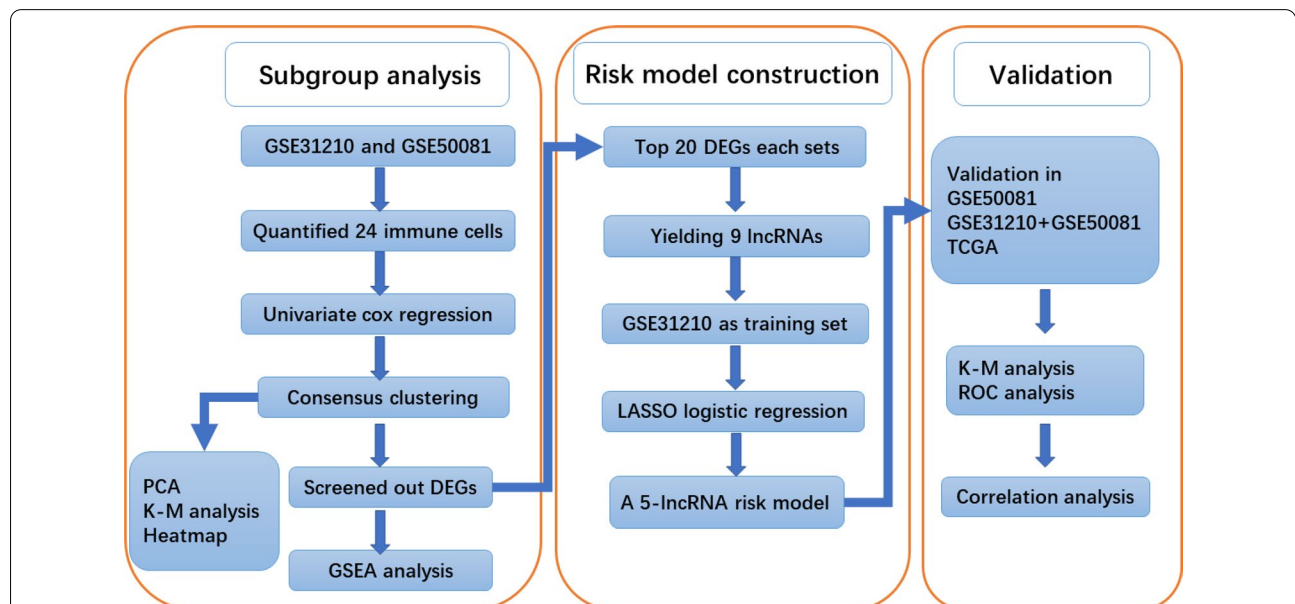 Subgroup analysis
GSE31210 and GSE50081
Quantified 24 immune cells
Univariate cox regression
Consensus clustering
PCA
K-M analysis
Heatmap
Screened out DEGs
GSEA analysis
Risk model construction
Top 20 DEGs each sets
Yielding 9 lncRNAs
GSE31210 as training set
LASSO logistic regression
A 5-lncRNA risk model
Validation
Validation in
GSE50081
GSE31210+GSE50081
TCGA
K-M analysis
ROC analysis
Correlation analysis